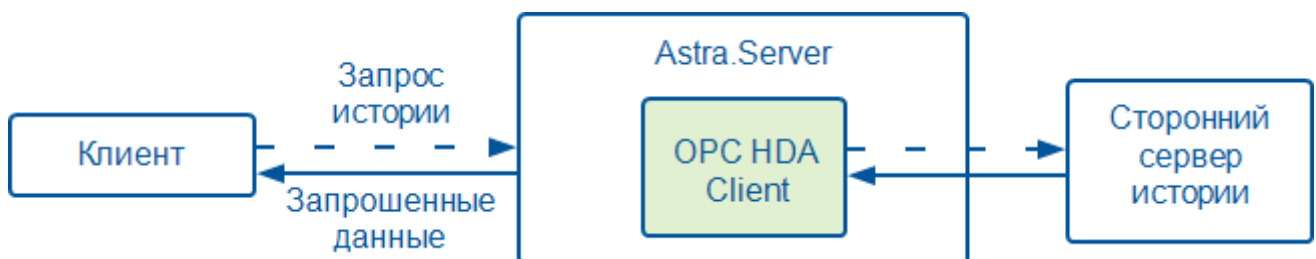 Astra.Server
Запрос
истории
Клиент
Запрошенные
данные
OPC HDA
Client
Сторонний
сервер
истории